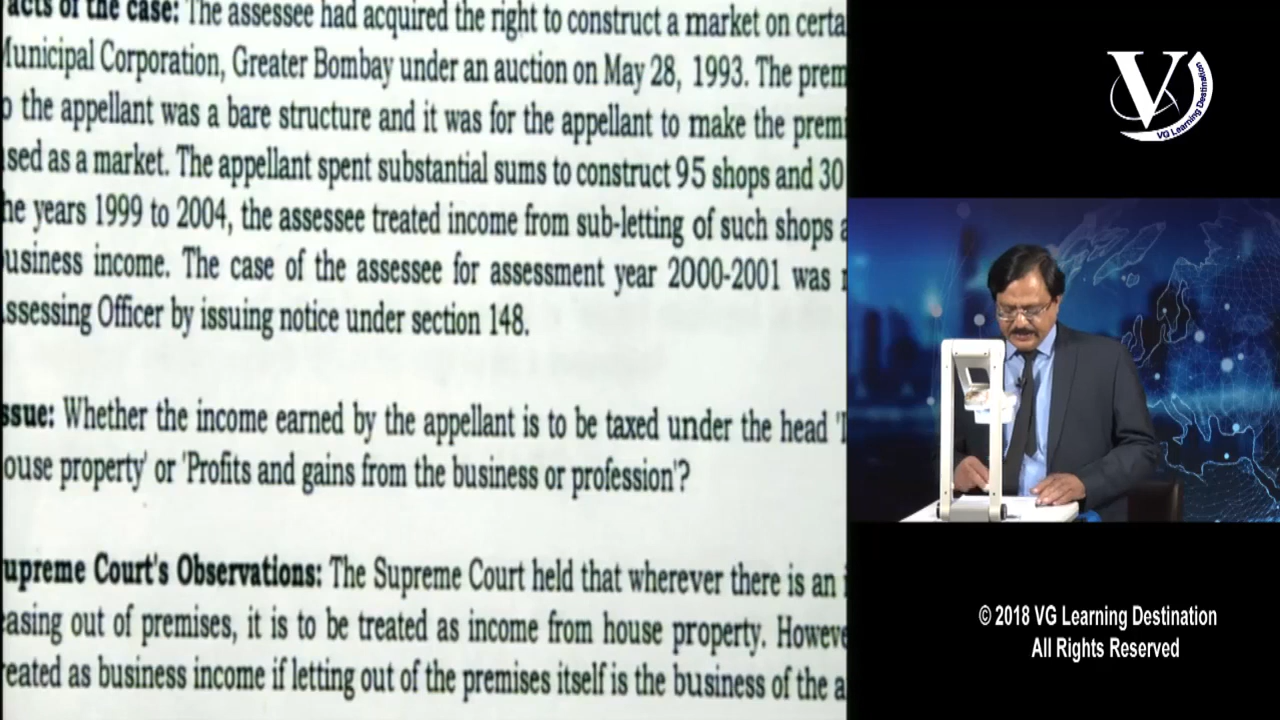 acts of the case: The assessee had acquired the right to construct a market on certa
Municipal Corporation, Greater Bombay under an auction on May 28, 1993. The prem
o the appellant was a bare structure and it was for the appellant to make the premi
sed as a market. The appellant spent substantial sums to construct 95 shops and 30
he years 1999 to 2004, the assessee treated income from sub-letting of such shops a
usiness income. The case of the assessee for assessment year 2000-2001 was r
ssessing Officer by issuing notice under section 148.
ssue: Whether the income earned by the appellant is to be taxed under the head 'I
ouse property' or 'Profits and gains from the business or profession'?
upreme Court's Observations: The Supreme Court held that wherever there is an i
easing out of premises, it is to be treated as income from house property. Howeve
reated as business income if letting out of the premises itself is the business of the a
V
VG Learning Destination
© 2018 VG Learning Destination
All Rights Reserved